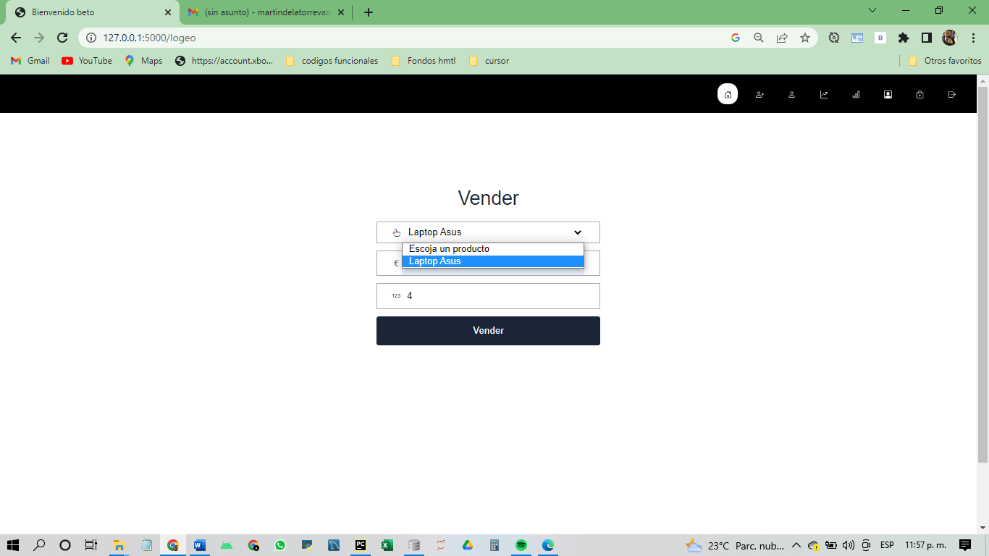 Bienvenido beto
(sin asunto) - martindelatorreva
127.0.0.1:5000/logeo
Gmail
YouTube
Maps
https://account.xbo...
codigos funcionales
Fondos hmtl
cursor
Otros favoritos
Vender
Laptop Asus
Escoja un producto
Laptop Asus
€
123 4
Vender
23°C Parc. nub...
ESP
11:57 p. m.